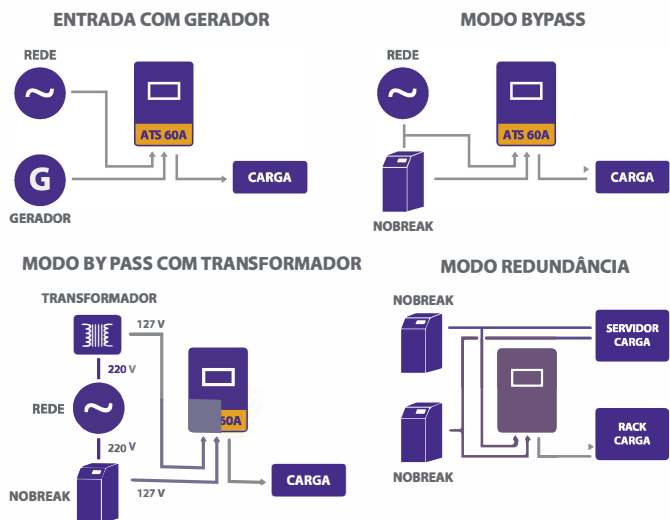 ENTRADA COM GERADOR
REDE
ATS 60A
G
CARGA
GERADOR
MODO BYPASS
REDE
ATS 60A
CARGA
NOBREAK
MODO BY PASS COM TRANSFORMADOR
TRANSFORMADOR
127 V
220 V
REDE
60A
220 V
NOBREAK
127 V
CARGA
MODO REDUNDÂNCIA
NOBREAK
SERVIDOR
CARGA
RACK
CARGA
NOBREAK